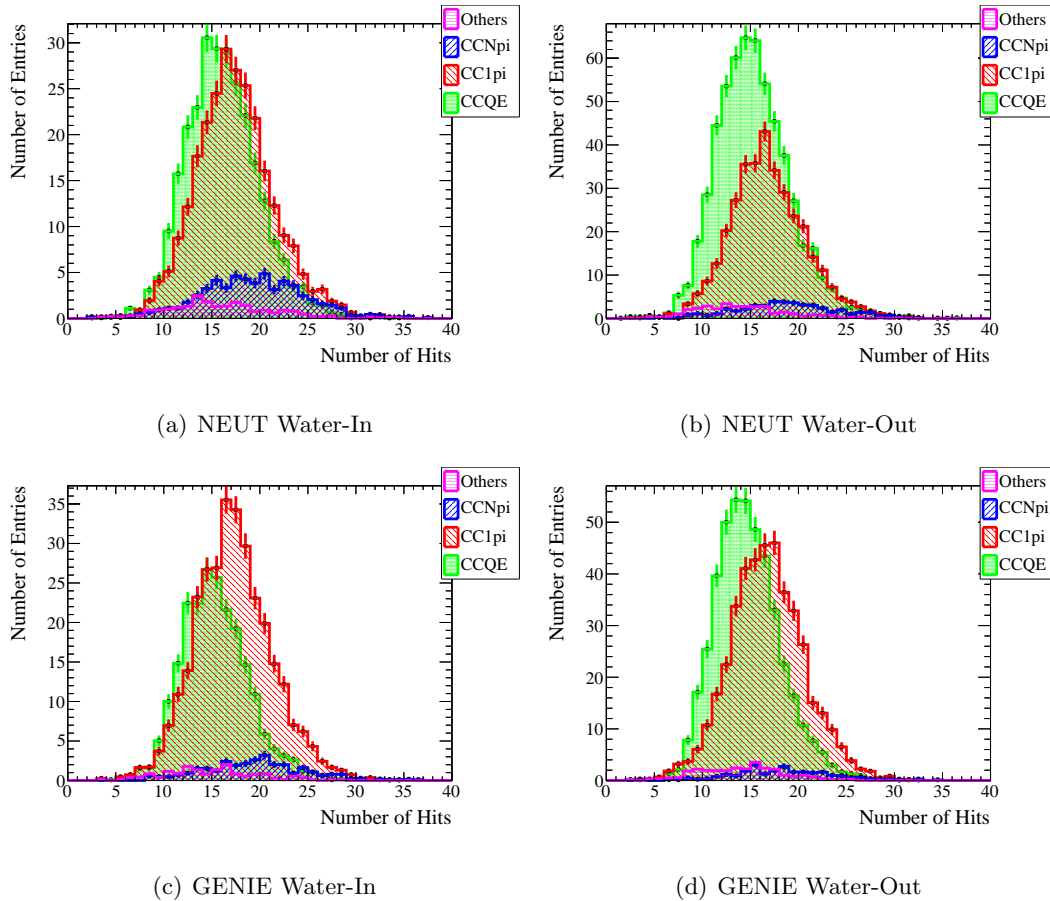 Number of Entries
30
25
20
15
10
5
0
0 5 10 15 20 25 30 35 40
Number of Hits
Others
CCNpi
CC1pi
CCQE
(a) NEUT Water-In
Number of Entries
60
50
40
30
20
10
0
0 5 10 15 20 25 30 35 40
Number of Hits
Others
CCNpi
CC1pi
CCQE
(b) NEUT Water-Out
Number of Entries
35
30
25
20
15
10
5
0
0 5 10 15 20 25 30 35 40
Number of Hits
Others
CCNpi
CC1pi
CCQE
(c) GENIE Water-In
Number of Entries
50
40
30
20
10
0
0 5 10 15 20 25 30 35 40
Number of Hits
Others
CCNpi
CC1pi
CCQE
(d) GENIE Water-Out